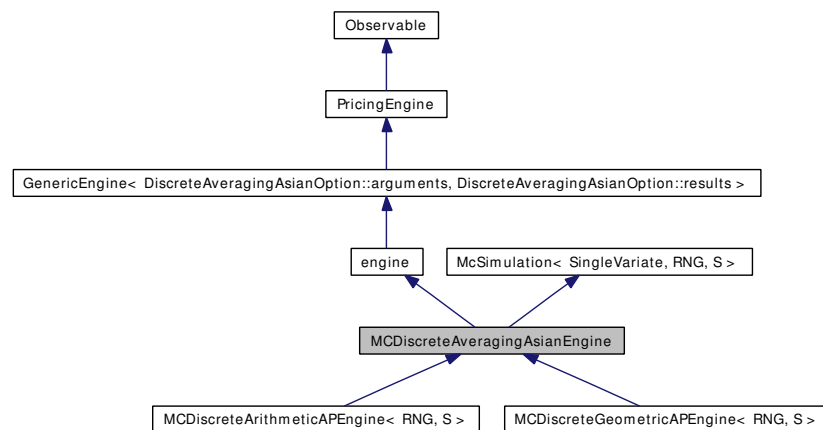 Observable
PricingEngine
GenericEngine< DiscreteAveragingAsianOption::arguments, DiscreteAveragingAsianOption::results >
engine
McSimulation< SingleVariate, RNG, S >
MCDiscreteAveragingAsianEngine
MCDiscreteArithmeticAPEngine< RNG, S >
MCDiscreteGeometricAPEngine< RNG, S >